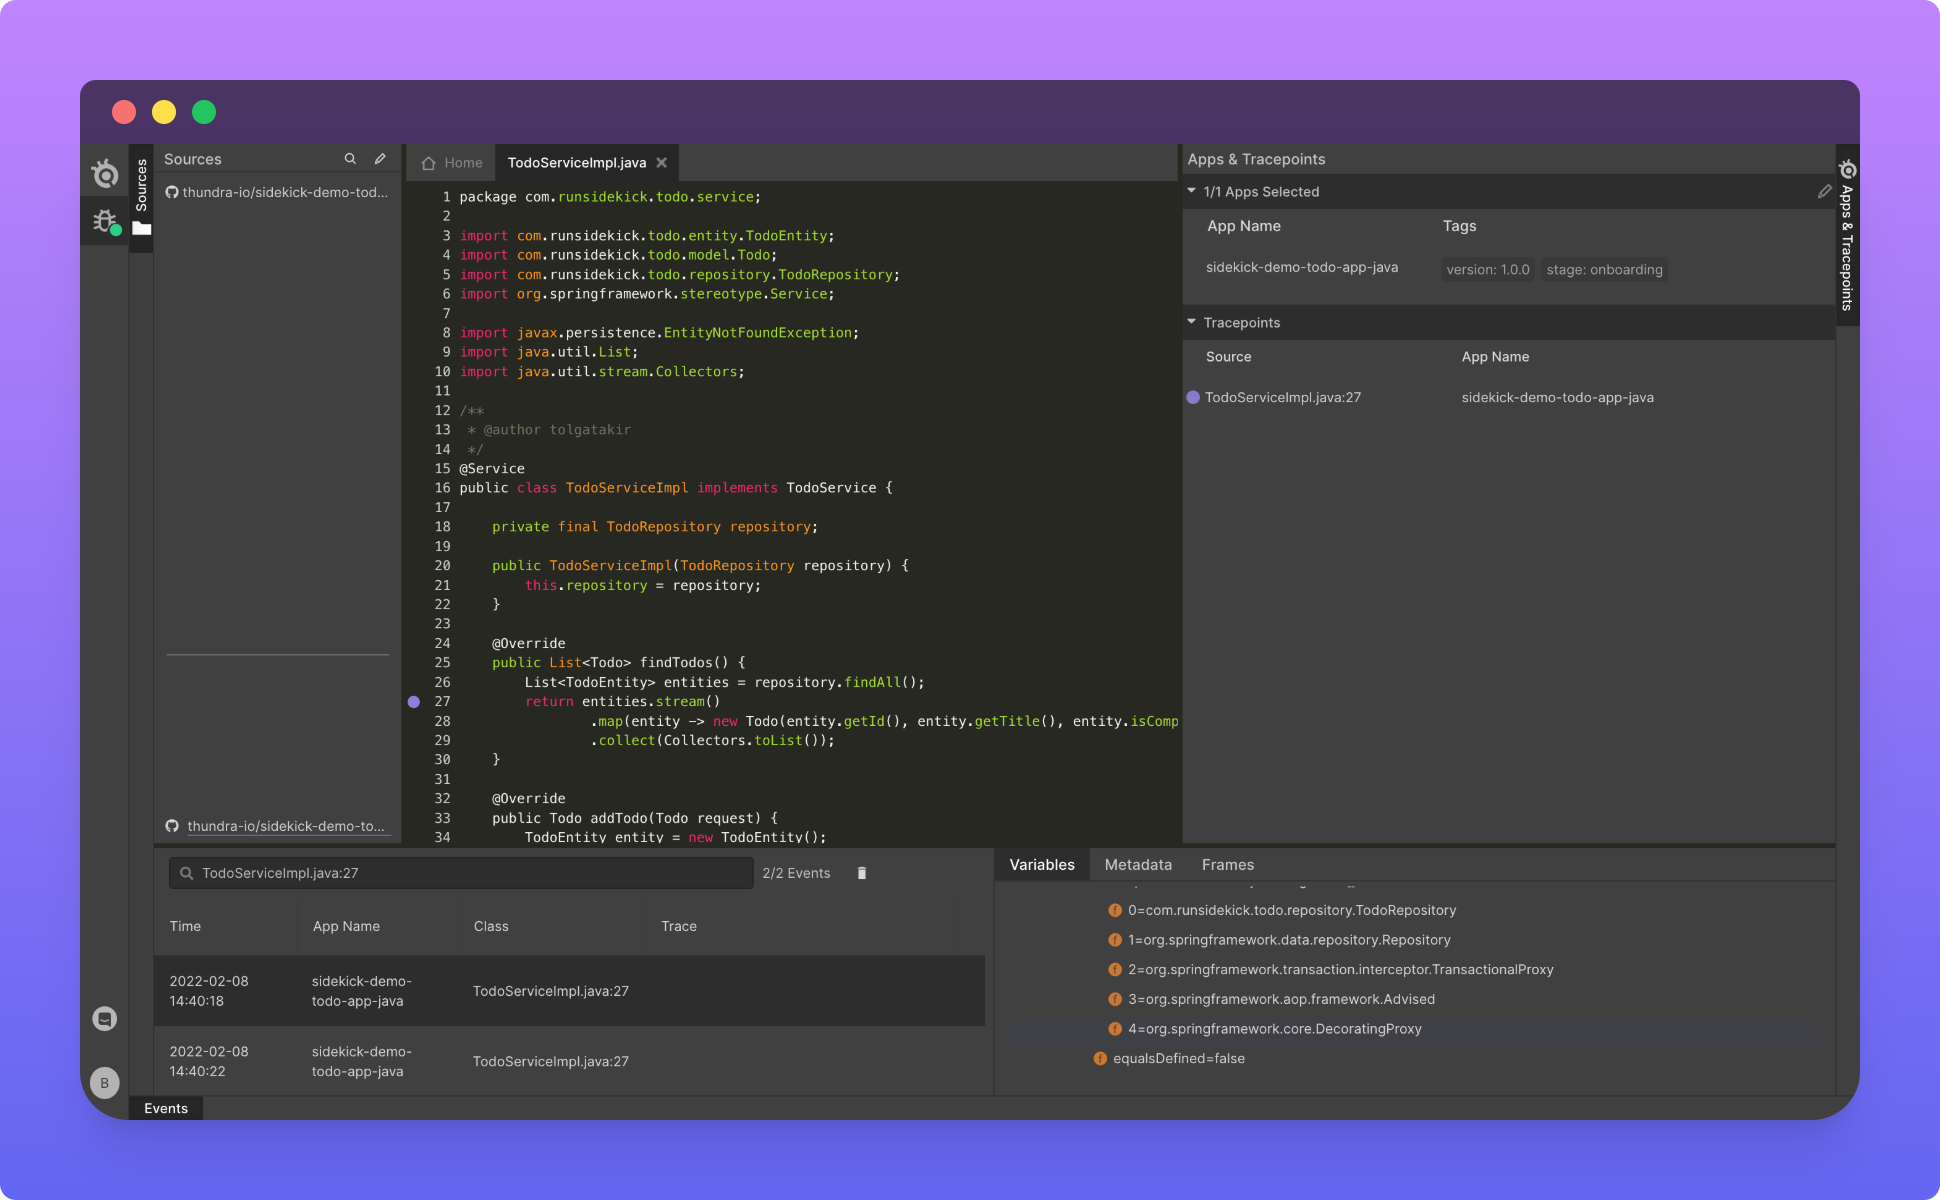 Sources
Sources
thundra-io/sidekick-demo-tod...
thundra-io/sidekick-demo-to...
Home
TodoServiceImpl.java
1 package com.runsidekick.todo.service;
2
3 import com.runsidekick.todo.entity.TodoEntity;
4 import com.runsidekick.todo.model.Todo;
5 import com.runsidekick.todo.repository.TodoRepository;
6 import org.springframework.stereotype.Service;
7
8 import javax.persistence.EntityNotFoundException;
9 import java.util.List;
10 import java.util.stream.Collectors;
11
12 /**
13 * @author tolgatakir
14 */
15 @Service
16 public class TodoServiceImpl implements TodoService {
17
18 private final TodoRepository repository;
19
20 public TodoServiceImpl(TodoRepository repository) {
21 this.repository = repository;
22 }
23
24 @Override
25 public List<Todo> findTodos() {
26 List<TodoEntity> entities = repository.findAll();
27 return entities.stream()
28 .map(entity -> new Todo(entity.getId(), entity.getTitle(), entity.isComp
29 .collect(Collectors.toList());
30 }
31
32 @Override
33 public Todo addTodo(Todo request) {
34 TodoEntity entity = new TodoEntity();
Apps & Tracepoints
1/1 Apps Selected
App Name Tags
sidekick-demo-todo-app-java version: 1.0.0 stage: onboarding
Tracepoints
Source App Name
TodoServiceImpl.java:27 sidekick-demo-todo-app-java
Apps & Tracepoints
TodoServiceImpl.java:27 2/2 Events
Time App Name Class Trace
2022-02-08 14:40:18 sidekick-demo-todo-app-java TodoServiceImpl.java:27
2022-02-08 14:40:22 sidekick-demo-todo-app-java TodoServiceImpl.java:27
Variables Metadata Frames
f 0=com.runsidekick.todo.repository.TodoRepository
f 1=org.springframework.data.repository.Repository
f 2=org.springframework.transaction.interceptor.TransactionalProxy
f 3=org.springframework.aop.framework.Advised
f 4=org.springframework.core.DecoratingProxy
f equalsDefined=false
B
Events